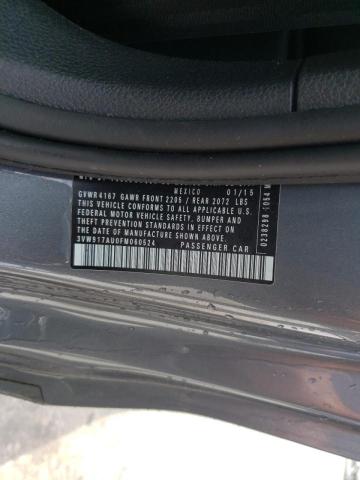 MEXICO 01/15
GVWR 4167 GAWR FRONT 2205 / REAR 2072 LBS
THIS VEHICLE CONFORMS TO ALL APPLICABLE U.S.
FEDERAL MOTOR VEHICLE SAFETY, BUMPER AND
THEFT PREVENTION STANDARDS IN EFFECT ON THE
DATE OF MANUFACTURE SHOWN ABOVE.
3VW917AU0FM060524 PASSENGER CAR
0238298 1054 M